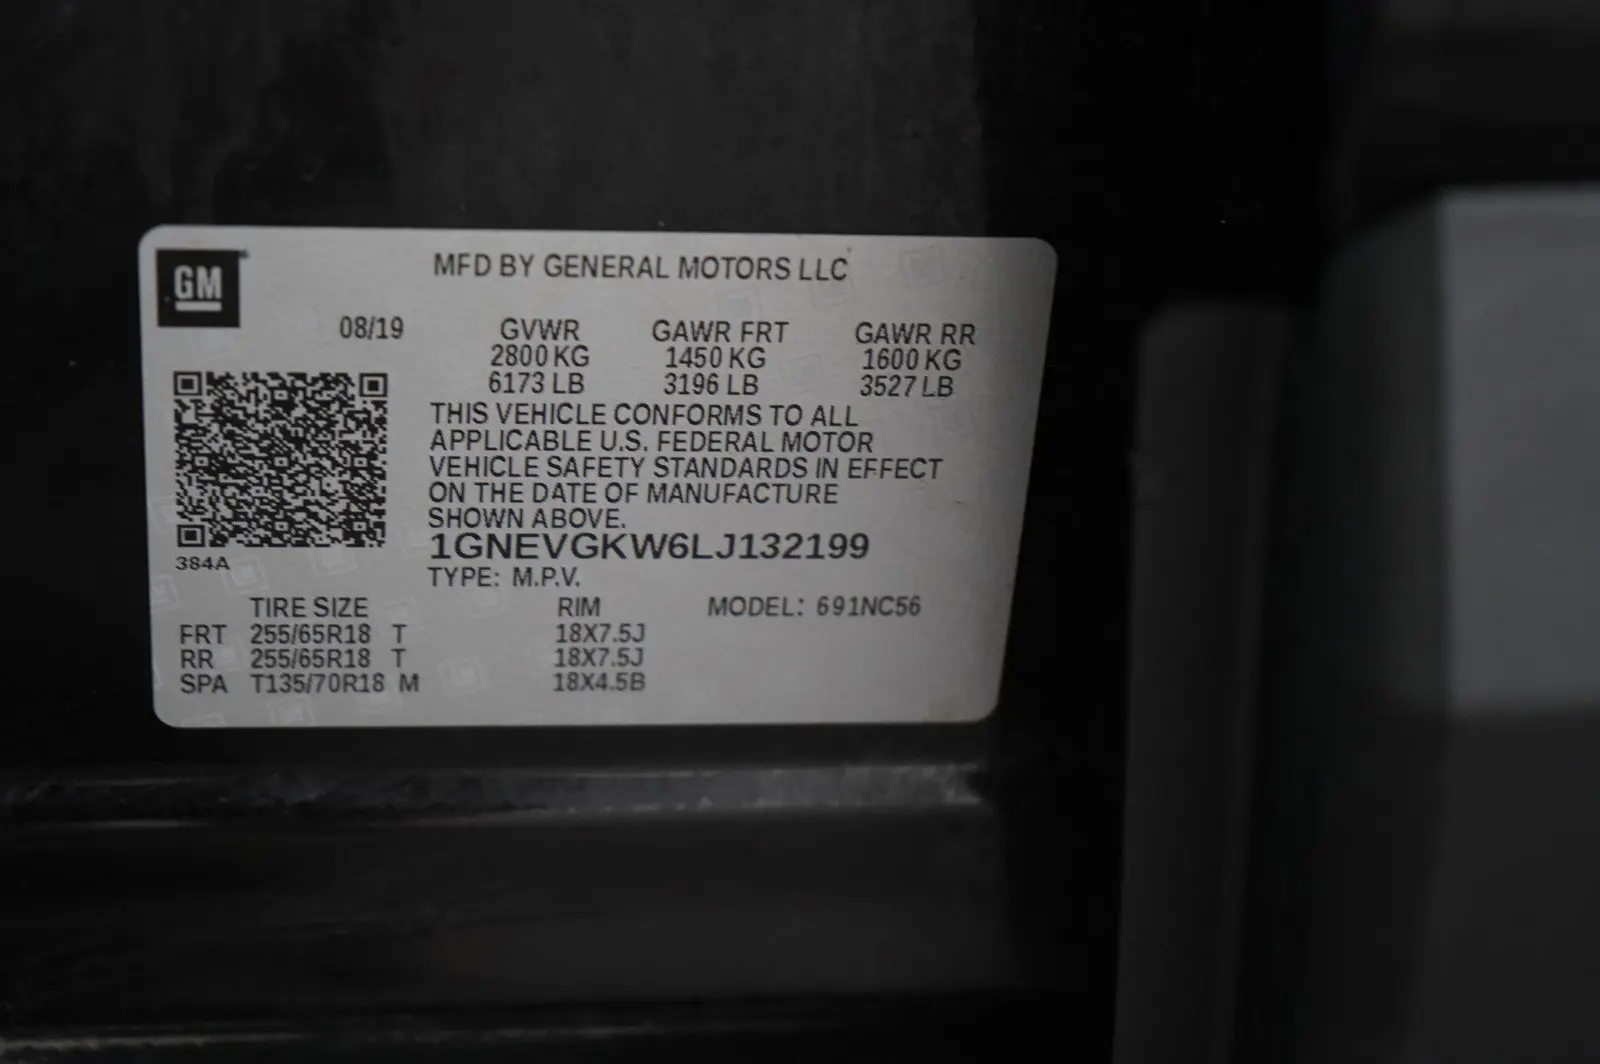 GM
MFD BY GENERAL MOTORS LLC
08/19 GVWR GAWR FRT GAWR RR
2800 KG 1450 KG 1600 KG
6173 LB 3196 LB 3527 LB
THIS VEHICLE CONFORMS TO ALL
APPLICABLE U.S. FEDERAL MOTOR
VEHICLE SAFETY STANDARDS IN EFFECT
ON THE DATE OF MANUFACTURE
SHOWN ABOVE.
1GNEVGKW6LJ132199
384A
TYPE: M.P.V.
TIRE SIZE RIM MODEL: 691NC56
FRT 255/65R18 T 18X7.5J
RR 255/65R18 T 18X7.5J
SPA T135/70R18 M 18X4.5B